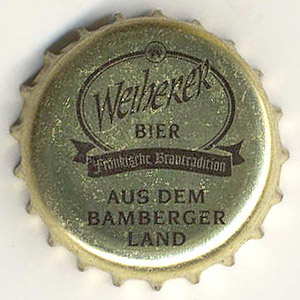 Weiherer
BIER
Fränkische Brautradition
AUS DEM
BAMBERGER
LAND